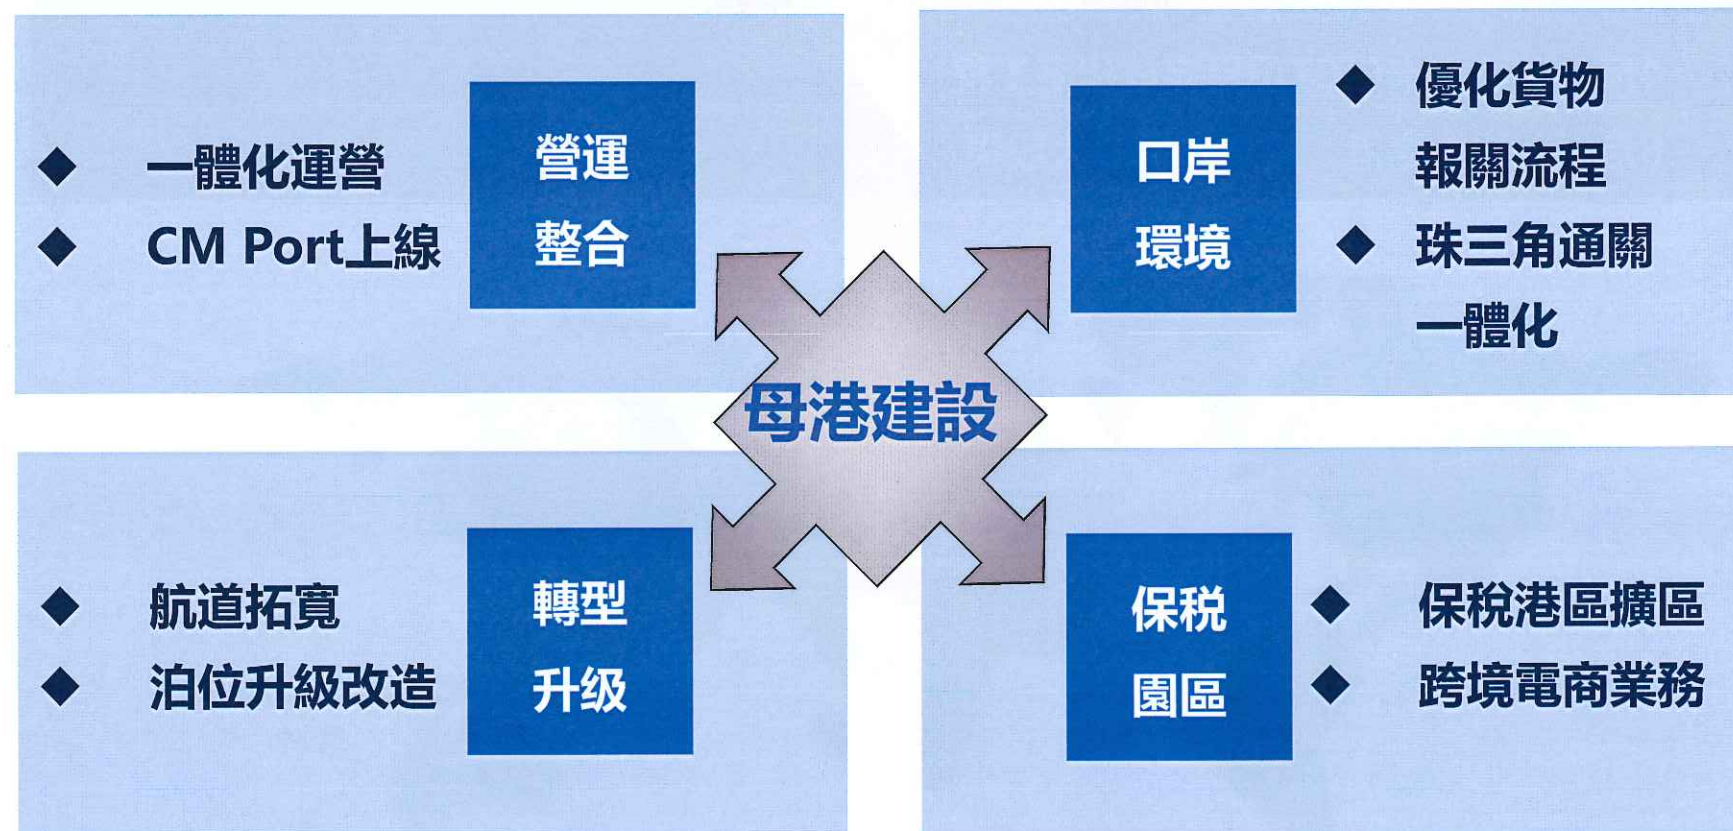 一體化運營
CM Port上線
營運
整合
口岸
環境
優化貨物
報關流程
珠三角通關
一體化
母港建設
航道拓寬
泊位升級改造
轉型
升级
保税
園區
保稅港區擴區
跨境電商業務